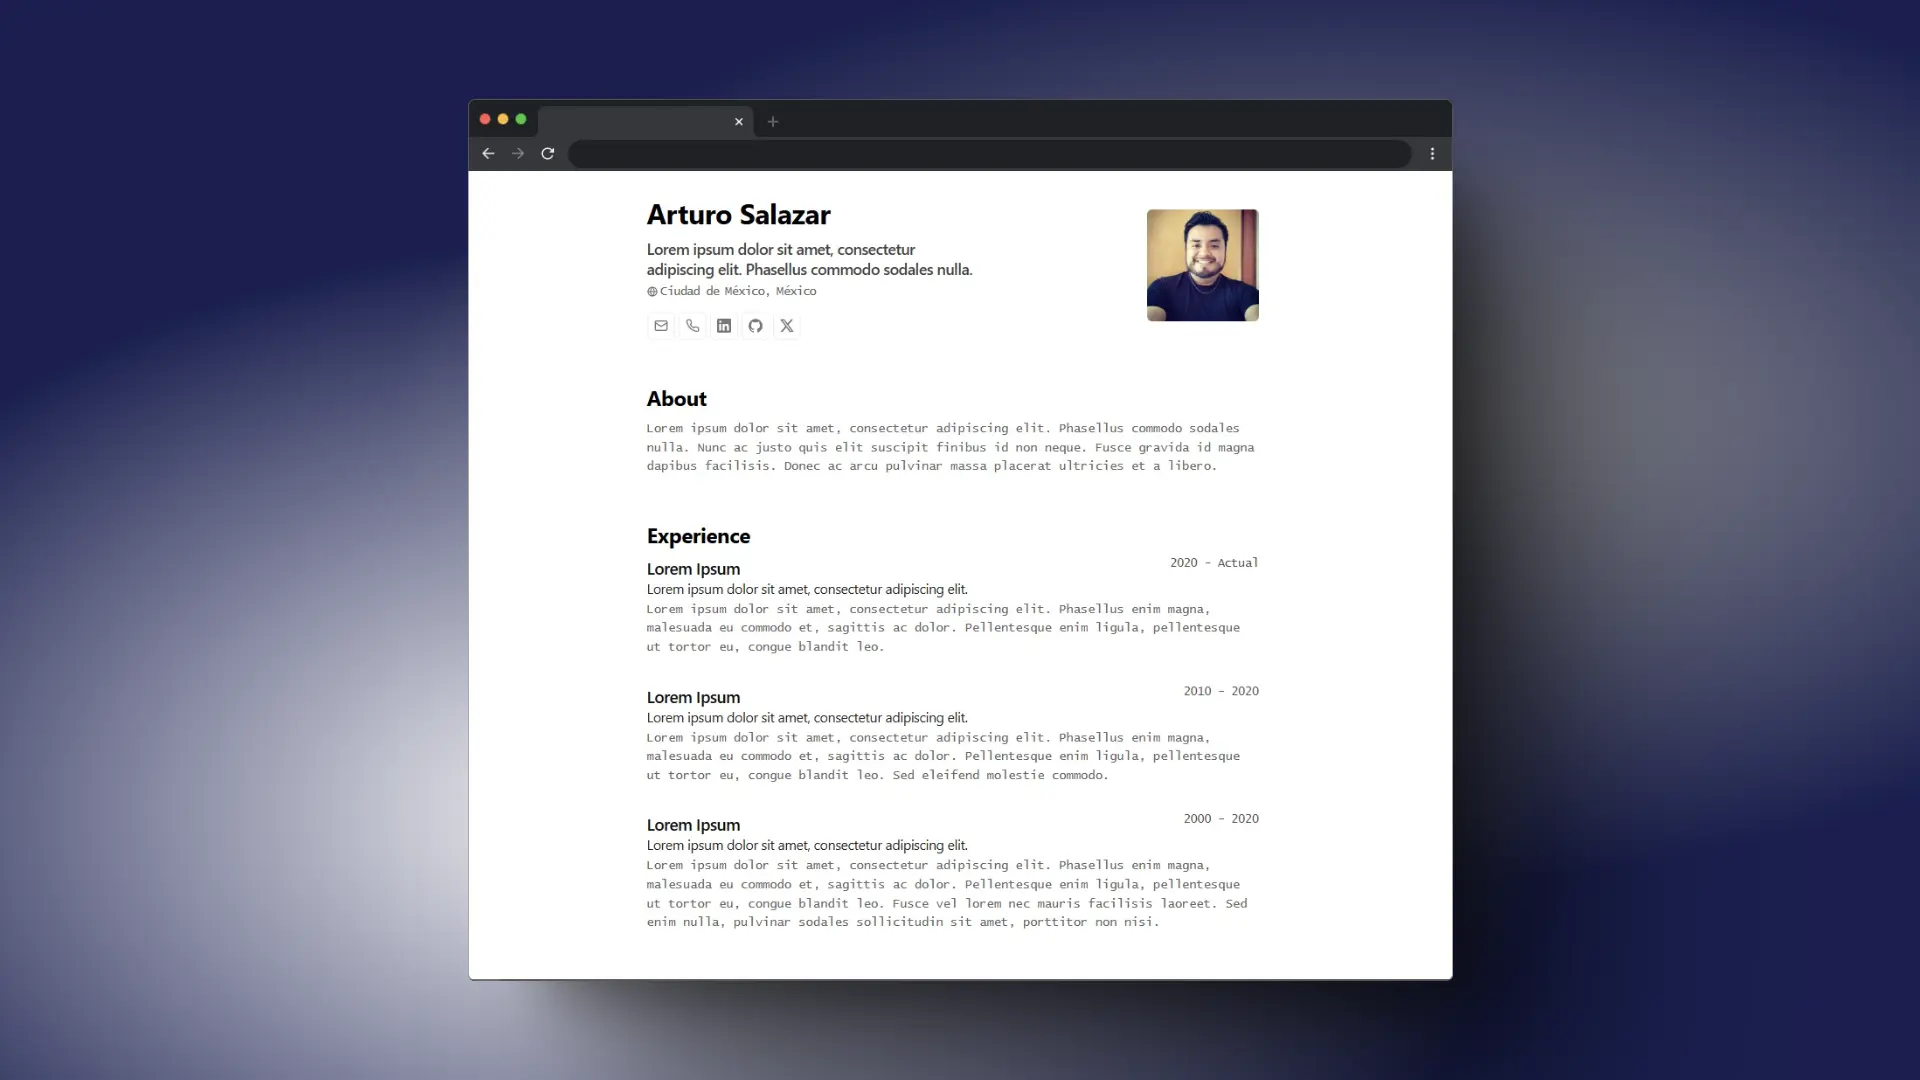 Arturo Salazar
Lorem ipsum dolor sit amet, consectetur
adipiscing elit. Phasellus commodo sodales nulla.
Ciudad de México, México
About
Lorem ipsum dolor sit amet, consectetur adipiscing elit. Phasellus commodo sodales
nulla. Nunc ac justo quis elit suscipit finibus id non neque. Fusce gravida id magna
dapibus facilisis. Donec ac arcu pulvinar massa placerat ultricies et a libero.
Experience
2020 - Actual
Lorem Ipsum
Lorem ipsum dolor sit amet, consectetur adipiscing elit.
Lorem ipsum dolor sit amet, consectetur adipiscing elit. Phasellus enim magna,
malesuada eu commodo et, sagittis ac dolor. Pellentesque enim ligula, pellentesque
ut tortor eu, congue blandit leo.
2010 - 2020
Lorem Ipsum
Lorem ipsum dolor sit amet, consectetur adipiscing elit.
Lorem ipsum dolor sit amet, consectetur adipiscing elit. Phasellus enim magna,
malesuada eu commodo et, sagittis ac dolor. Pellentesque enim ligula, pellentesque
ut tortor eu, congue blandit leo. Sed eleifend molestie commodo.
2000 - 2020
Lorem Ipsum
Lorem ipsum dolor sit amet, consectetur adipiscing elit.
Lorem ipsum dolor sit amet, consectetur adipiscing elit. Phasellus enim magna,
malesuada eu commodo et, sagittis ac dolor. Pellentesque enim ligula, pellentesque
ut tortor eu, congue blandit leo. Fusce vel lorem nec mauris facilisis laoreet. Sed
enim nulla, pulvinar sodales sollicitudin sit amet, porttitor non nisi.